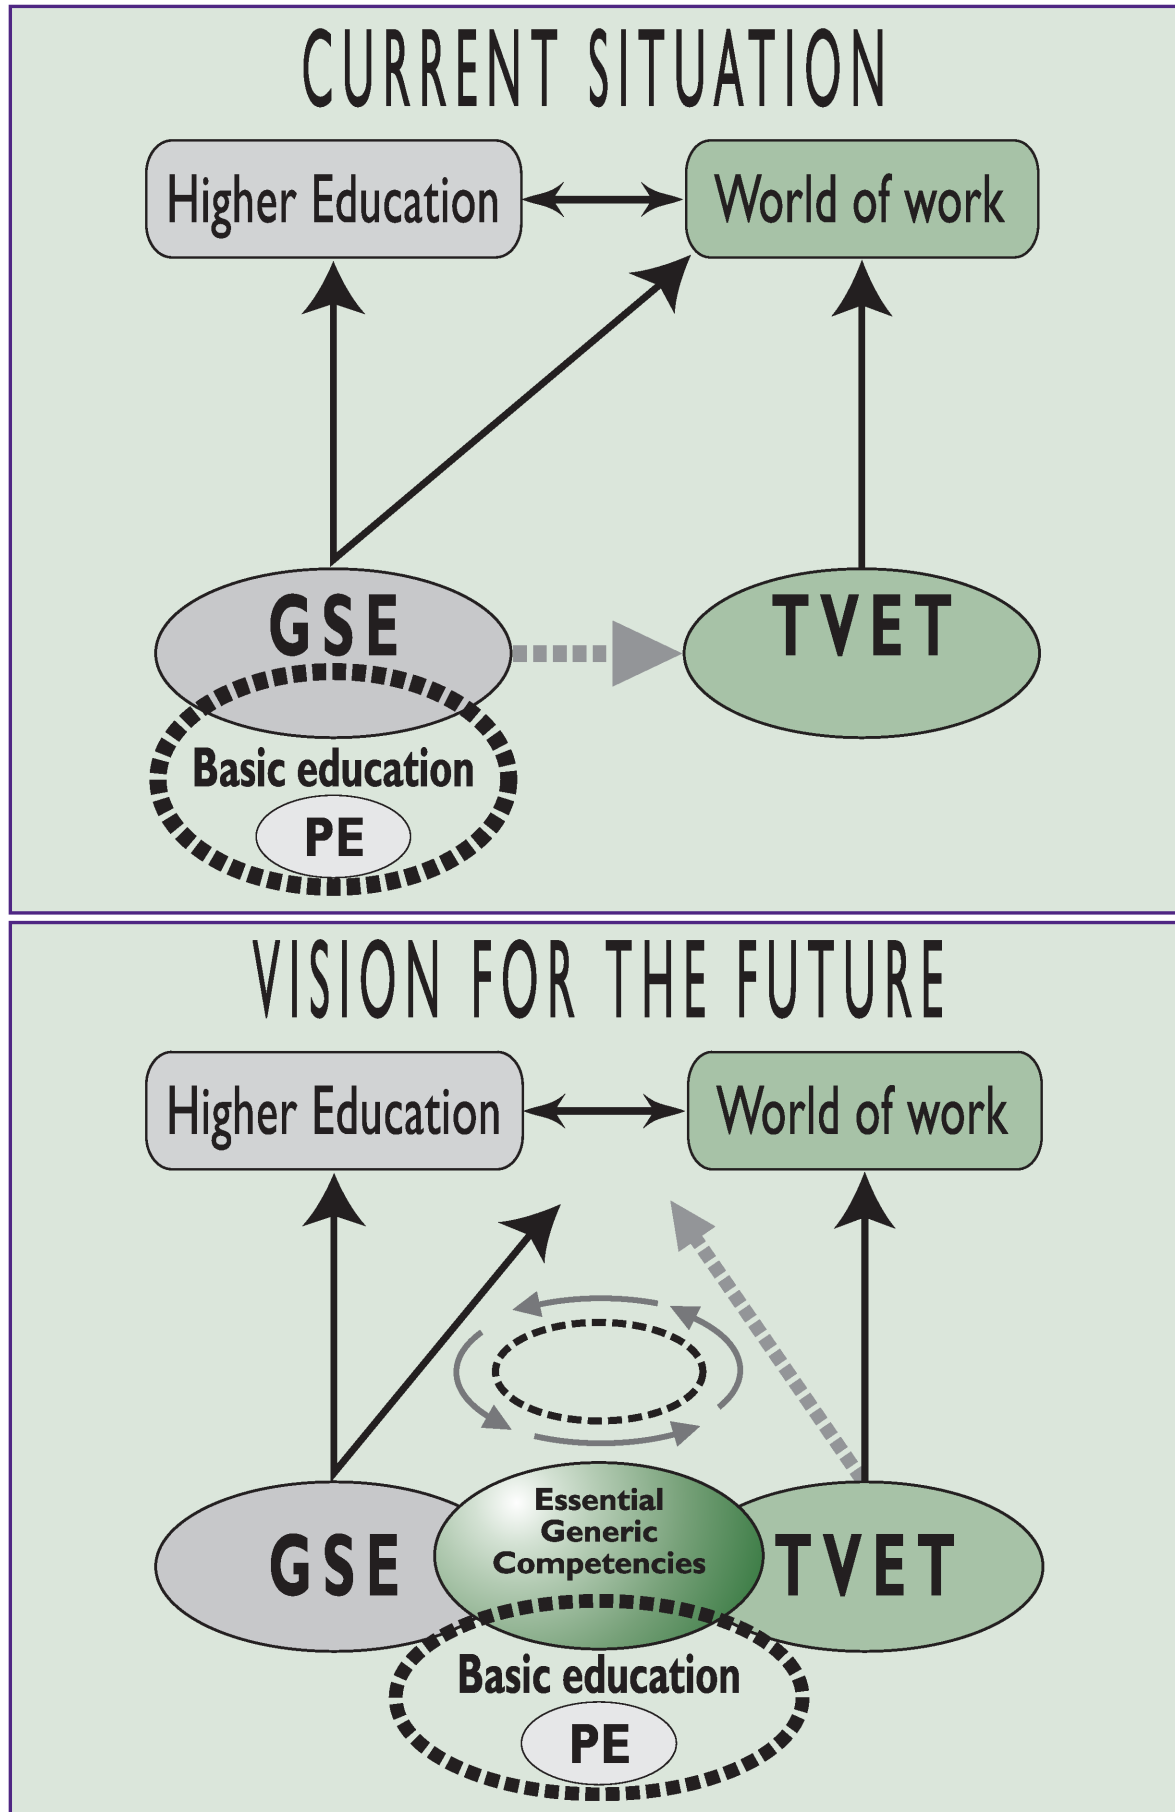 CURRENT SITUATION
Higher Education
World of work
GSE
TVET
Basic education
PE
VISION FOR THE FUTURE
Higher Education
World of work
Essential
Generic
Competencies
GSE
TVET
Basic education
PE